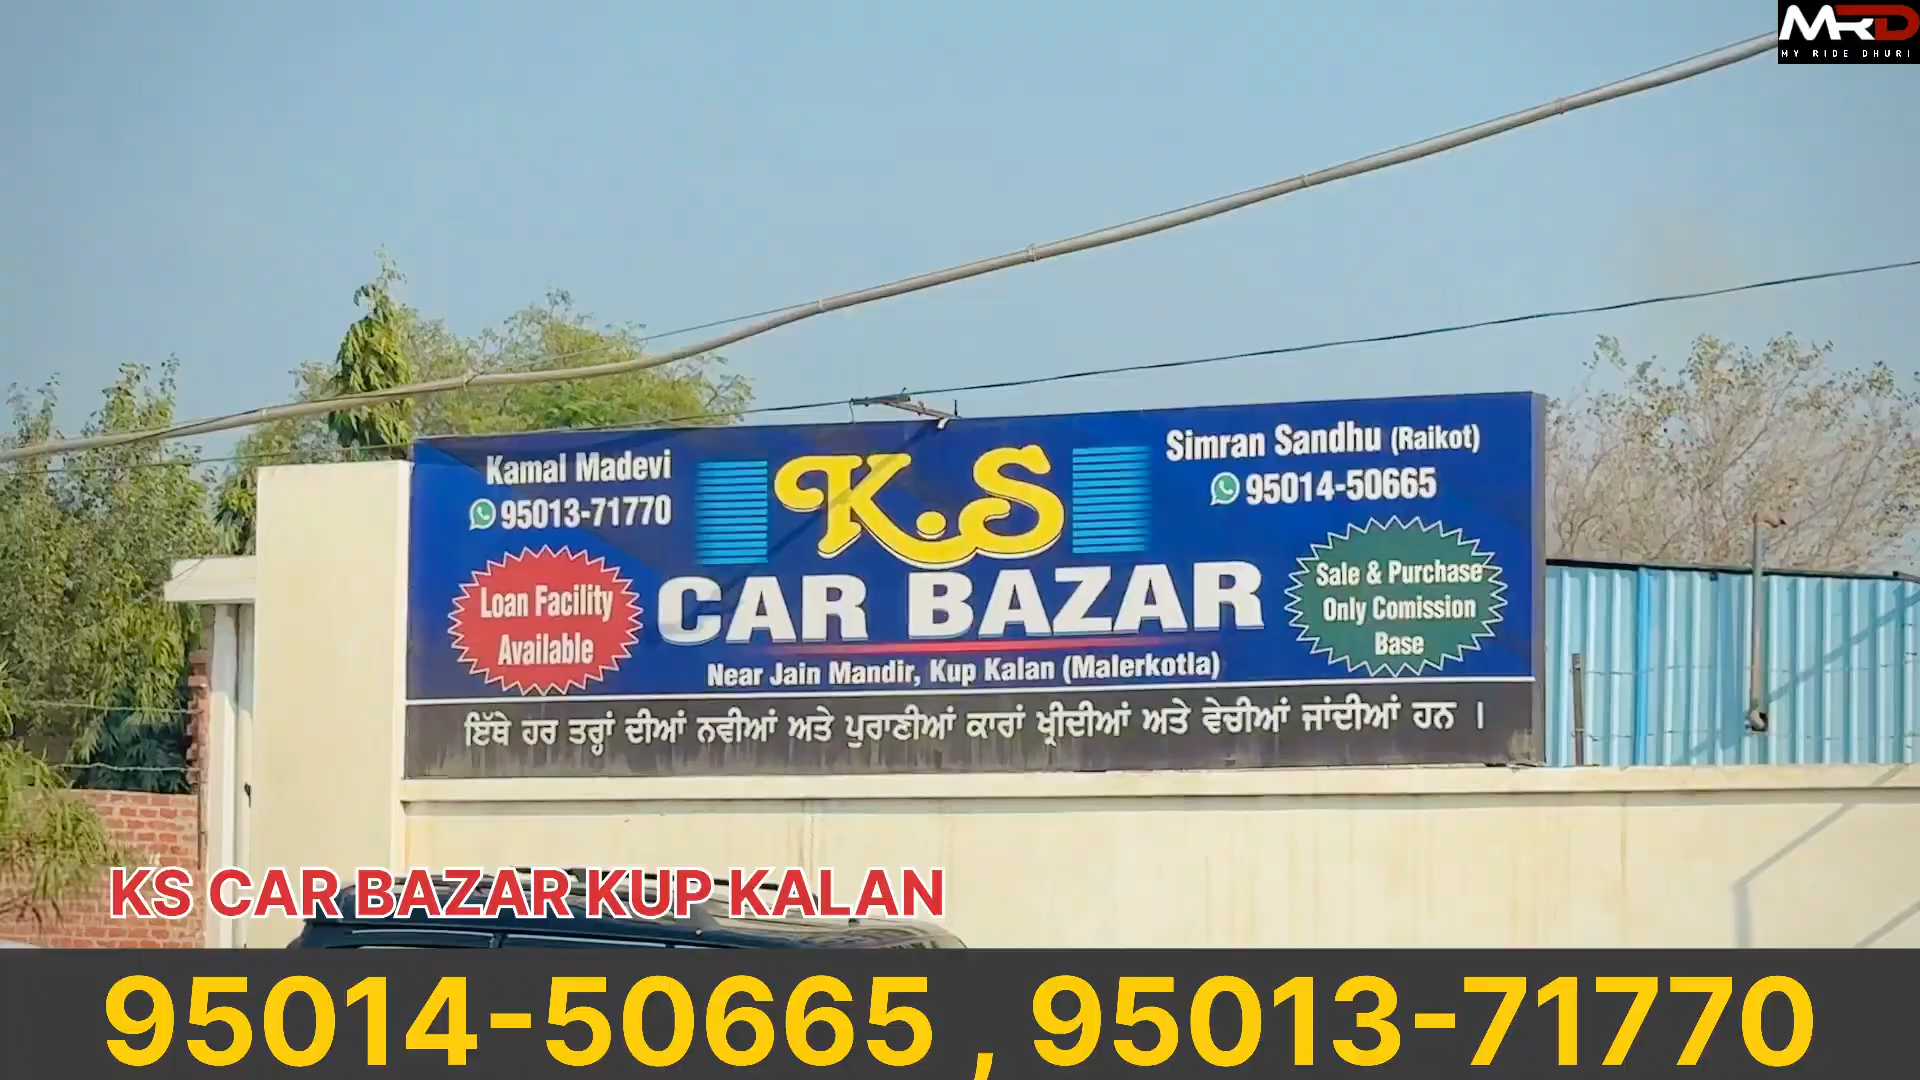 MRD
MY RIDE DHURI
Kamal Madevi
95013-71770
K.S
Simran Sandhu (Raikot)
95014-50665
Loan Facility
Available
CAR BAZAR
Sale & Purchase
Only Comission
Base
Near Jain Mandir, Kup Kalan (Malerkotla)
ਇੱਥੇ ਹਰ ਤਰ੍ਹਾਂ ਦੀਆਂ ਨਵੀਆਂ ਅਤੇ ਪੁਰਾਣੀਆਂ ਕਾਰਾਂ ਖ੍ਰੀਦੀਆਂ ਅਤੇ ਵੇਚੀਆਂ ਜਾਂਦੀਆਂ ਹਨ ।
KS CAR BAZAR KUP KALAN
95014-50665 , 95013-71770